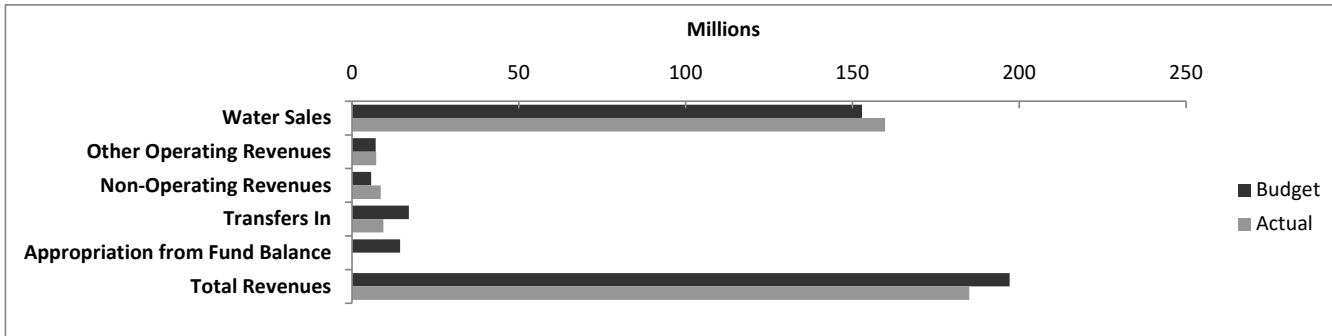 Millions
0 50 100 150 200 250
Water Sales
Other Operating Revenues
Non-Operating Revenues
Transfers In
Appropriation from Fund Balance
Total Revenues
Budget
Actual